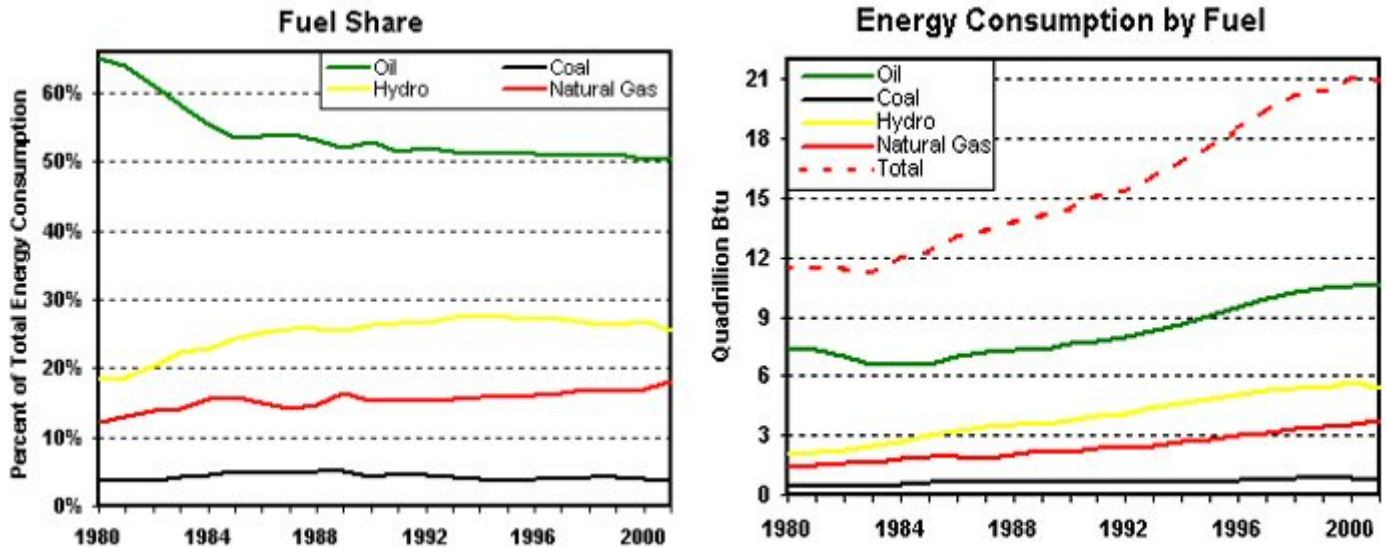 Fuel Share
Oil
Coal
Hydro
Natural Gas
Percent of Total Energy Consumption
60%
50%
40%
30%
20%
10%
0%
1980 1984 1988 1992 1996 2000
Energy Consumption by Fuel
Oil
Coal
Hydro
Natural Gas
Total
Quadrillion Btu
21
18
15
12
9
6
3
0
1980 1984 1988 1992 1996 2000